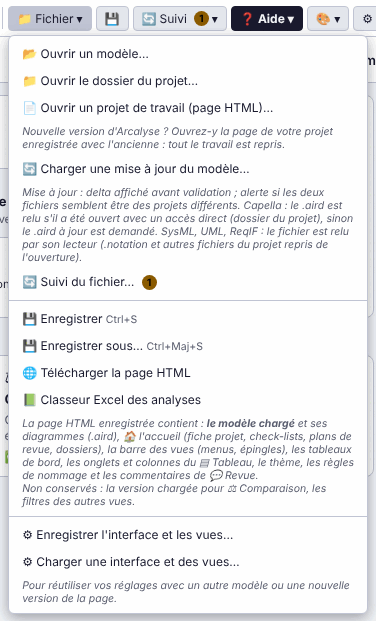 Fichier ▾ Suivi 1 ▾ ? Aide ▾ ▾
Ouvrir un modèle...
Ouvrir le dossier du projet...
Ouvrir un projet de travail (page HTML)...
Nouvelle version d'Arcalyse ? Ouvrez-y la page de votre projet
enregistrée avec l'ancienne : tout le travail est repris.
Charger une mise à jour du modèle...
Mise à jour : delta affiché avant validation ; alerte si les deux
fichiers semblent être des projets différents. Capella : le .aird est
relu s'il a été ouvert avec un accès direct (dossier du projet), sinon
le .aird à jour est demandé. SysML, UML, ReqIF : le fichier est relu
par son lecteur (.notation et autres fichiers du projet repris de
l'ouverture).
Suivi du fichier... 1
Enregistrer Ctrl+S
Enregistrer sous... Ctrl+Maj+S
Télécharger la page HTML
Classeur Excel des analyses
La page HTML enregistrée contient : le modèle chargé et ses
diagrammes (.aird), 🏠 l'accueil (fiche projet, check-lists, plans de
revue, dossiers), la barre des vues (menus, épingles), les tableaux
de bord, les onglets et colonnes du ▤ Tableau, le thème, les règles
de nommage et les commentaires de 💬 Revue.
Non conservés : la version chargée pour ⚖ Comparaison, les
filtres des autres vues.
Enregistrer l'interface et les vues...
Charger une interface et des vues...
Pour réutiliser vos réglages avec un autre modèle ou une nouvelle
version de la page.